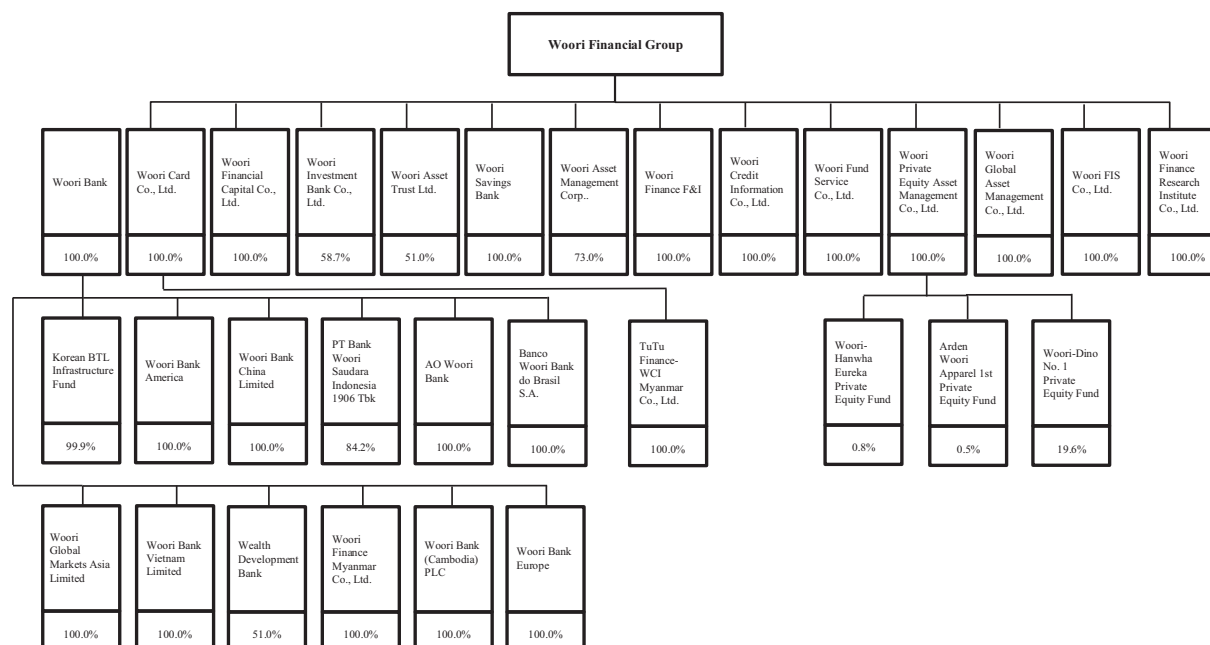 Woori Financial Group
Woori Bank
100.0%
Woori Card
Co., Ltd.
100.0%
Woori
Financial
Capital Co.,
Ltd.
100.0%
Woori
Investment
Bank Co.,
Ltd.
58.7%
Woori Asset
Trust Ltd.
51.0%
Woori
Savings
Bank
100.0%
Woori Asset
Management
Corp..
73.0%
Woori
Finance F&I
100.0%
Woori
Credit
Information
Co., Ltd.
100.0%
Woori Fund
Service
Co., Ltd.
100.0%
Woori
Private
Equity Asset
Management
Co., Ltd.
100.0%
Woori
Global
Asset
Management
Co., Ltd.
100.0%
Woori FIS
Co., Ltd.
100.0%
Woori
Finance
Research
Institute
Co., Ltd.
100.0%
Korean BTL
Infrastructure
Fund
99.9%
Woori Bank
America
100.0%
Woori Bank
China
Limited
100.0%
PT Bank
Woori
Saudara
Indonesia
1906 Tbk
84.2%
AO Woori
Bank
100.0%
Banco
Woori Bank
do Brasil
S.A.
100.0%
TuTu
Finance-
WCI
Myanmar
Co., Ltd.
100.0%
Woori-
Hanwha
Eureka
Private
Equity Fund
0.8%
Arden
Woori
Apparel 1st
Private
Equity Fund
0.5%
Woori-Dino
No. 1
Private
Equity Fund
19.6%
Woori
Global
Markets Asia
Limited
100.0%
Woori Bank
Vietnam
Limited
100.0%
Wealth
Development
Bank
51.0%
Woori
Finance
Myanmar
Co., Ltd.
100.0%
Woori Bank
(Cambodia)
PLC
100.0%
Woori Bank
Europe
100.0%